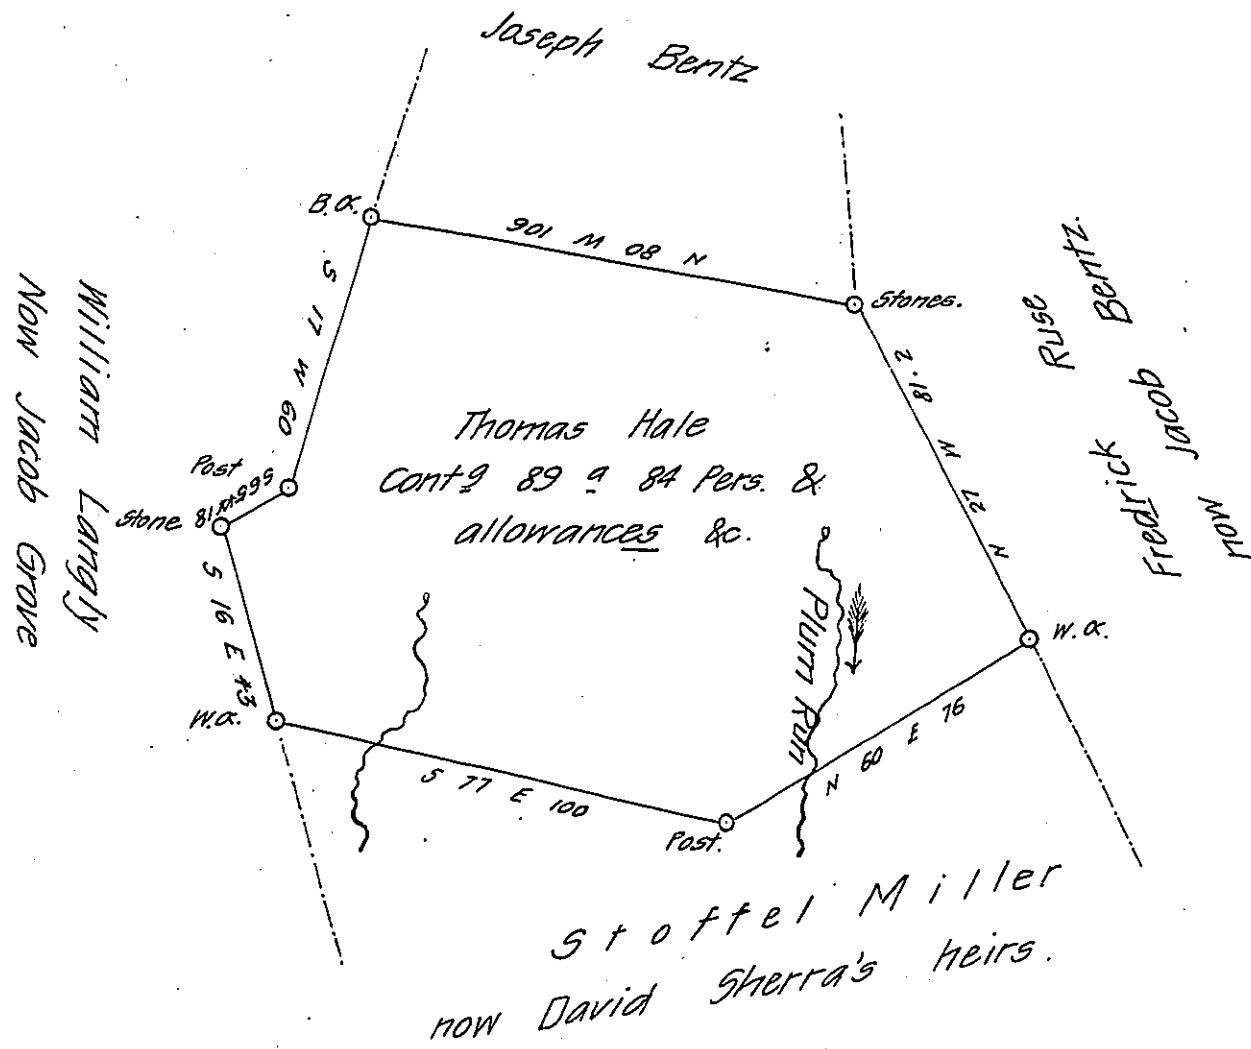 Joseph Bentz
B.O.
N 80 W 106
Stones.
S 17 W 60
N 27 W 81.2
Fredrick Ruse
now Jacob Bentz.
William Langly
Now Jacob Grove
Thomas Hale
Contg 89 a 84 Pers. &
allowances &c.
Post
Stone
S 16 E 43
W.O.
Plum Run
W.O.
S 77 E 100
N 60 E 76
Post.
Stoffel Miller
now David Sherra's heirs.